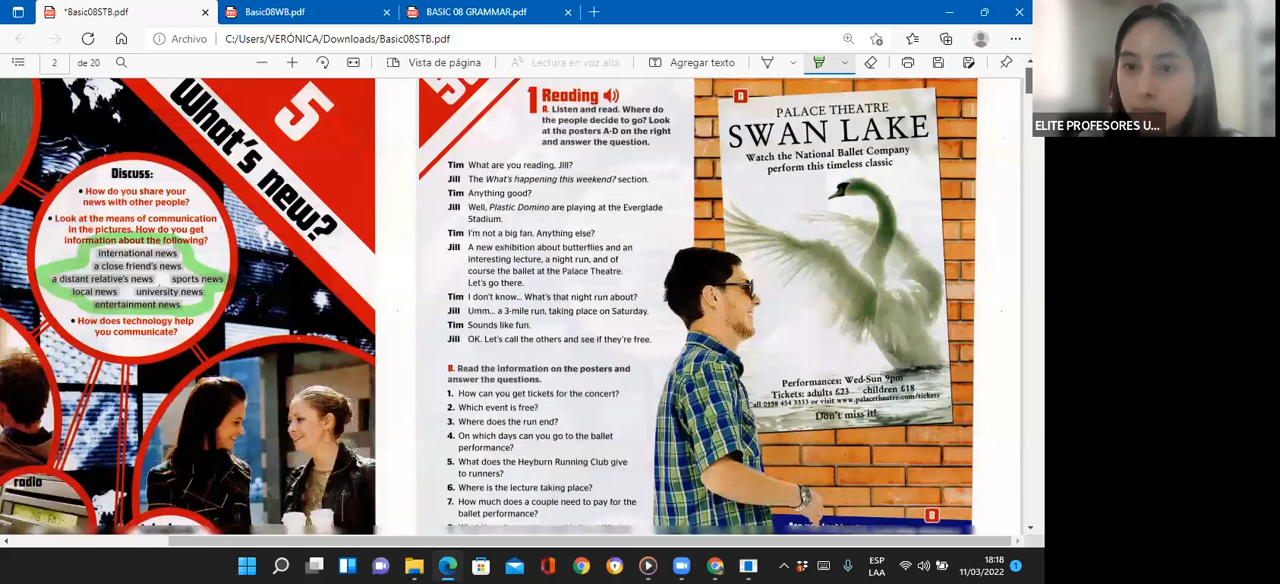 *Basic08STB.pdf
Basic08WB.pdf
BASIC 08 GRAMMAR.pdf
Archivo
C:/Users/VERÓNICA/Downloads/Basic08STB.pdf
2
de 20
Vista de página
Lectura en voz alta
Agregar texto
ELITE PROFESORES U...
5
What's new?
Discuss:
• How do you share your
news with other people?
• Look at the means of communication
in the pictures. How do you get
information about the following?
international news
a close friend's news
a distant relative's news
sports news
local news
university news
entertainment news
• How does technology help
you communicate?
radio
1 Reading
A. Listen and read. Where do
the people decide to go? Look
at the posters A-D on the right
and answer the question.
Tim What are you reading, Jill?
Jill The What's happening this weekend? section.
Tim Anything good?
Jill Well, Plastic Domino are playing at the Everglade
Stadium.
Tim I'm not a big fan. Anything else?
Jill A new exhibition about butterflies and an
interesting lecture, a night run, and of
course the ballet at the Palace Theatre.
Let's go there.
Tim I don't know... What's that night run about?
Jill Umm... a 3-mile run, taking place on Saturday.
Tim Sounds like fun.
Jill OK. Let's call the others and see if they're free.
B. Read the information on the posters and
answer the questions.
1. How can you get tickets for the concert?
2. Which event is free?
3. Where does the run end?
4. On which days can you go to the ballet
performance?
5. What does the Heyburn Running Club give
to runners?
6. Where is the lecture taking place?
7. How much does a couple need to pay for the
ballet performance?
A
PALACE THEATRE
SWAN LAKE
Watch the National Ballet Company
perform this timeless classic
Performances: Wed-Sun 9pm
Tickets: adults £23 children £18
Call 0158 454 3333 or visit www.palacetheatre.com/tickets
Don't miss it!
B
ESP
LAA
18:18
11/03/2022